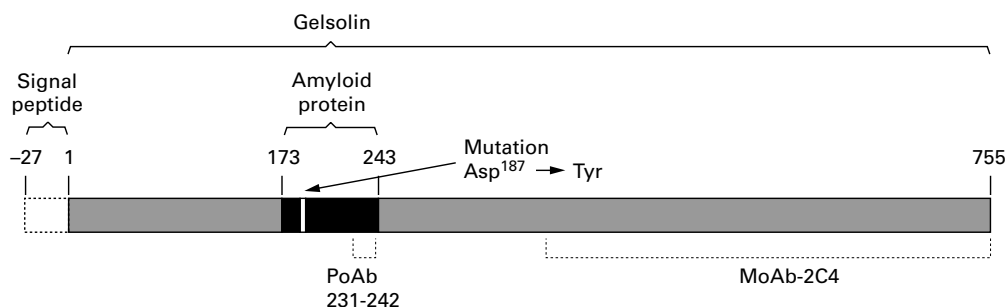 Gelsolin
Signal
peptide
Amyloid
protein
–27 1 173 243 755
Mutation
Asp187 → Tyr
PoAb
231-242
MoAb-2C4